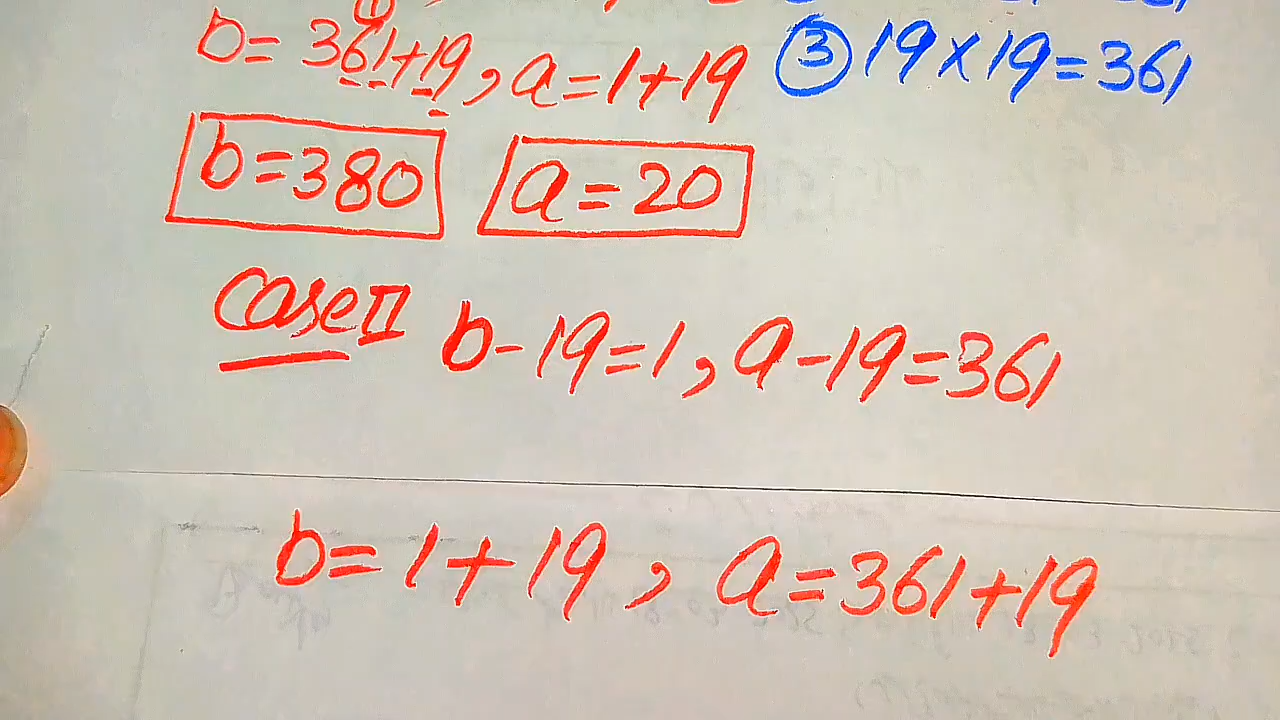 b = 361+19, a = 1+19
③ 19 × 19 = 361
b = 380
a = 20
Case II
b - 19 = 1, a - 19 = 361
b = 1 + 19, a = 361 + 19